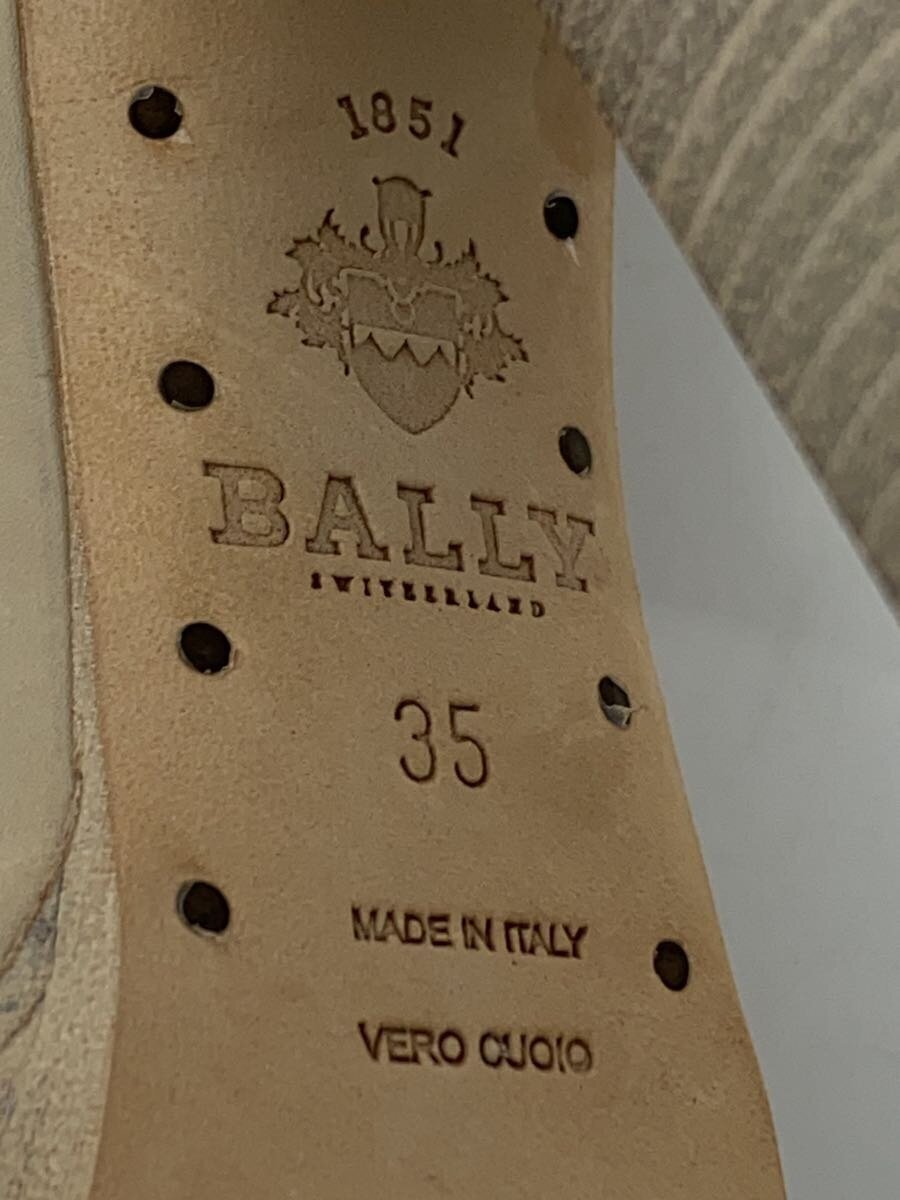 1851
BALLY
SWITZERLAND
35
MADE IN ITALY
VERO CUOIO